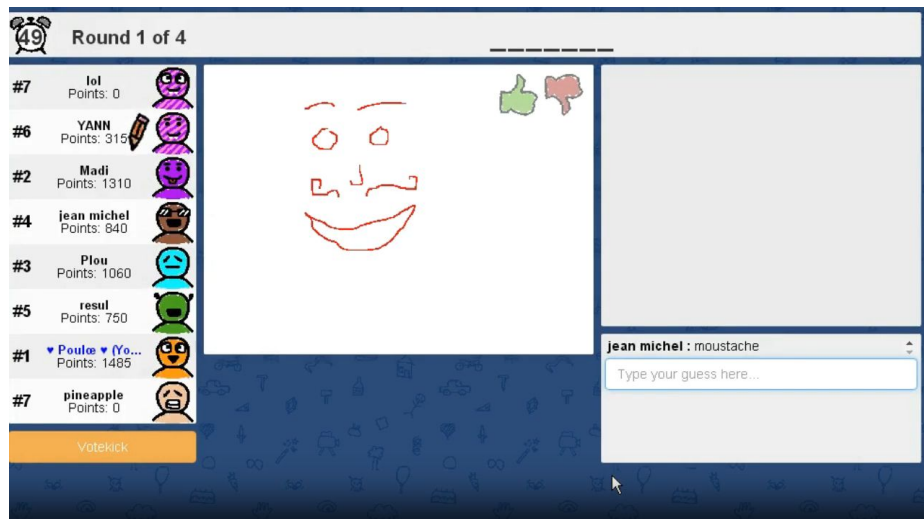 49
Round 1 of 4
_______
#7
lol
Points: 0
#6
YANN
Points: 315
#2
Madi
Points: 1310
#4
jean michel
Points: 840
#3
Plou
Points: 1060
#5
resul
Points: 750
#1
♥ Poulœ ♥ (Yo...
Points: 1485
#7
pineapple
Points: 0
Votekick
jean michel : moustache
Type your guess here...